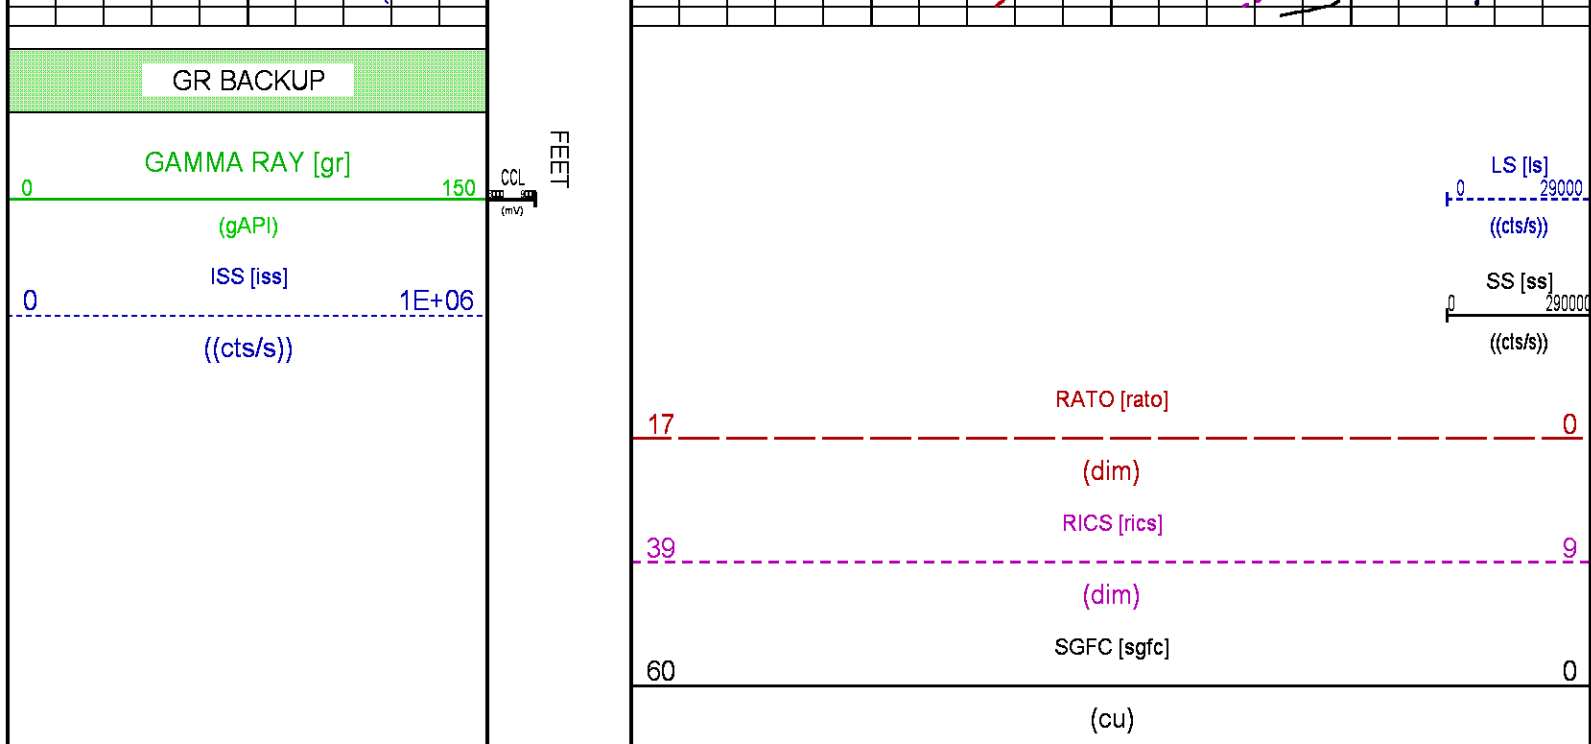 GR BACKUP
GAMMA RAY [gr]
0 150
(gAPI)
ISS [iss]
0 1E+06
((cts/s))
CCL
(mV)
FEET
LS [ls]
0 29000
((cts/s))
SS [ss]
0 290000
((cts/s))
RATO [rato]
17 0
(dim)
RICS [rics]
39 9
(dim)
SGFC [sgfc]
60 0
(cu)